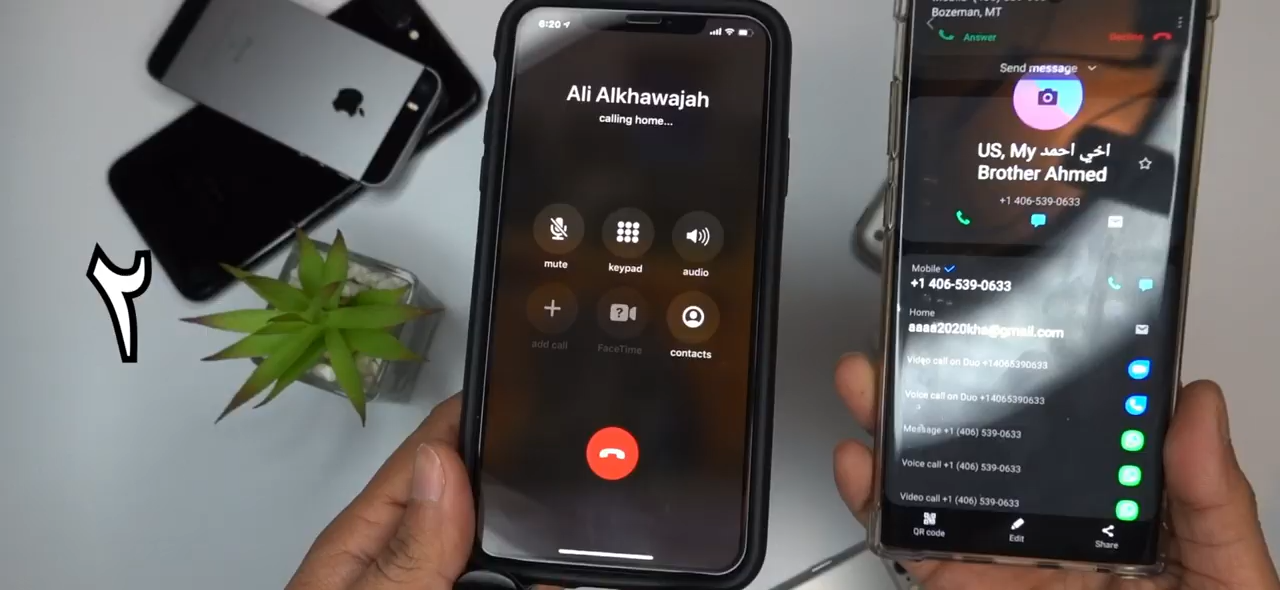 6:20
Ali Alkhawajah
calling home...
mute
keypad
audio
add call
FaceTime
contacts
٢
Bozeman, MT
Answer
Decline
Send message
US, My اخي احمد
Brother Ahmed
+1 406-539-0633
Mobile
+1 406-539-0633
Home
aaaa2020kha@gmail.com
Video call on Duo +14065390633
Voice call on Duo +14065390633
Message +1 (406) 539-0633
Voice call +1 (406) 539-0633
Video call +1 (406) 539-0633
QR code
Edit
Share